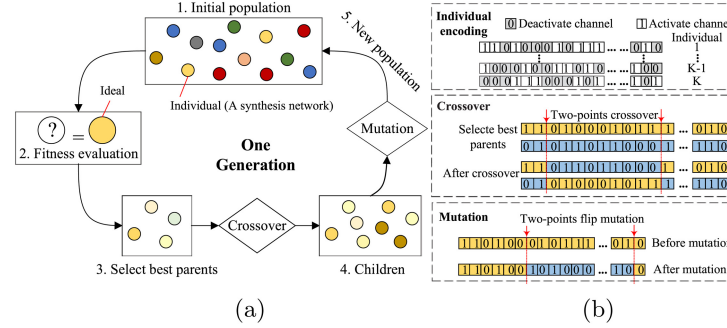 1. Initial population
Individual (A synthesis network)
5. New population
Ideal
? =
2. Fitness evaluation
One
Generation
Mutation
Crossover
3. Select best parents
4. Children
(a)
Individual
encoding
0 Deactivate channel
1 Activate channel
Individual
1
K-1
K
Crossover
Two-points crossover
Selecte best
parents
After crossover
Mutation
Two-points flip mutation
Before mutation
After mutation
(b)